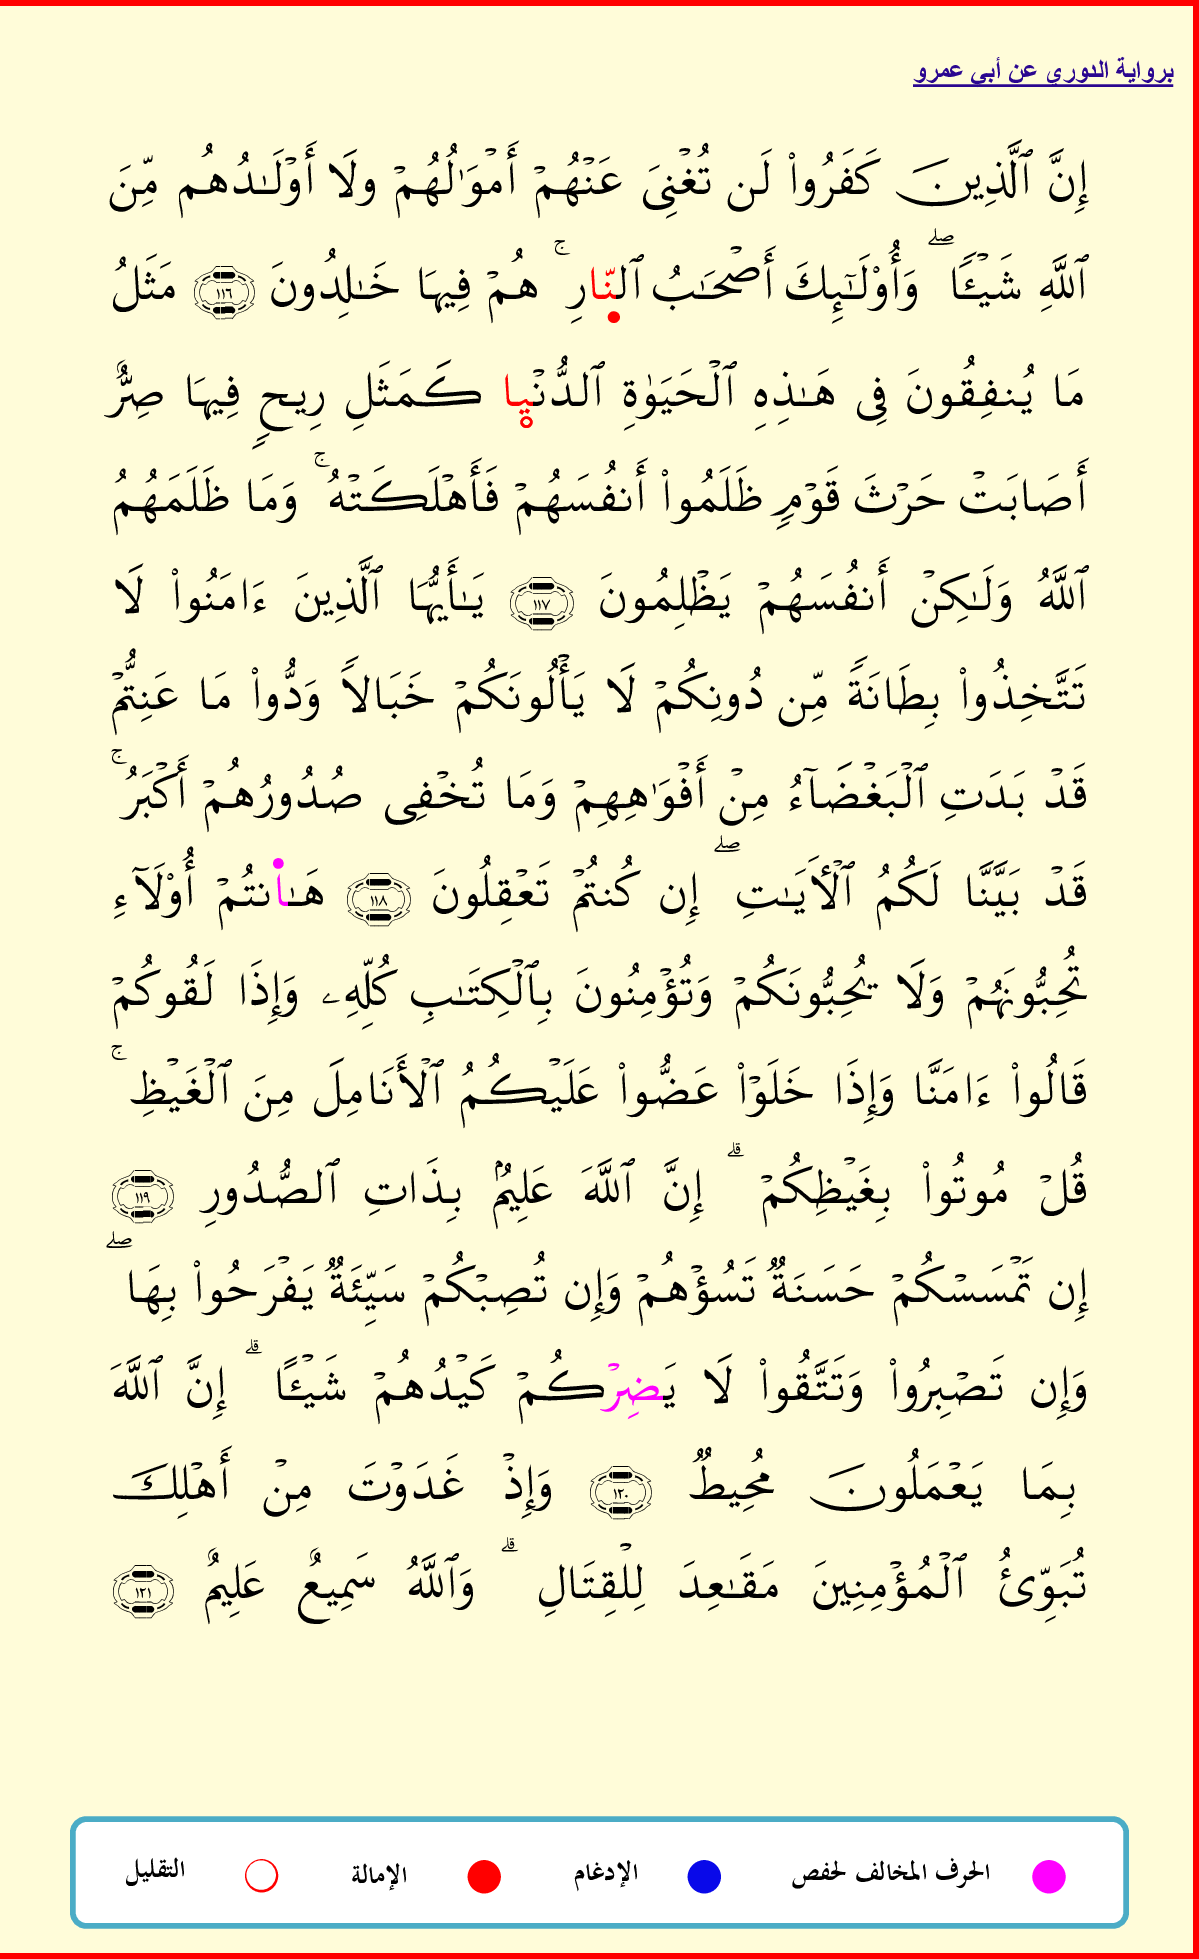 برواية الدوري عن أبي عمرو
إِنَّ ٱلَّذِينَ كَفَرُوا۟ لَن تُغْنِىَ عَنْهُمْ أَمْوَٰلُهُمْ وَلَا أَوْلَـٰدُهُم مِّنَ
ٱللَّهِ شَيْـًٔا ۖ وَأُو۟لَـٰٓئِكَ أَصْحَـٰبُ ٱلنَّارِ ۚ هُمْ فِيهَا خَـٰلِدُونَ ١١٦ مَثَلُ
مَا يُنفِقُونَ فِى هَـٰذِهِ ٱلْحَيَوٰةِ ٱلدُّنْيا كَمَثَلِ رِيحٍ فِيهَا صِرٌّ
أَصَابَتْ حَرْثَ قَوْمٍ ظَلَمُوا۟ أَنفُسَهُمْ فَأَهْلَكَتْهُ ۚ وَمَا ظَلَمَهُمُ
ٱللَّهُ وَلَـٰكِنْ أَنفُسَهُمْ يَظْلِمُونَ ١١٧ يَـٰأَيُّهَا ٱلَّذِينَ ءَامَنُوا۟ لَا
تَتَّخِذُوا۟ بِطَانَةً مِّن دُونِكُمْ لَا يَأْلُونَكُمْ خَبَالاً وَدُّوا۟ مَا عَنِتُّمْ
قَدْ بَدَتِ ٱلْبَغْضَآءُ مِنْ أَفْوَٰهِهِمْ وَمَا تُخْفِى صُدُورُهُمْ أَكْبَرُ ۚ
قَدْ بَيَّنَّا لَكُمُ ٱلْأَيَـٰتِ ۖ إِن كُنتُمْ تَعْقِلُونَ ١١٨ هَـٰانتُمْ أُو۟لَآءِ
تُحِبُّونَهُمْ وَلَا يُحِبُّونَكُمْ وَتُؤْمِنُونَ بِٱلْكِتَـٰبِ كُلِّهِۦ وَإِذَا لَقُوكُمْ
قَالُوا۟ ءَامَنَّا وَإِذَا خَلَوْا۟ عَضُّوا۟ عَلَيْكُمُ ٱلْأَنَامِلَ مِنَ ٱلْغَيْظِ ۚ
قُلْ مُوتُوا۟ بِغَيْظِكُمْ ۗ إِنَّ ٱللَّهَ عَلِيمٌۢ بِذَاتِ ٱلصُّدُورِ ١١٩
إِن تَمْسَسْكُمْ حَسَنَةٌ تَسُؤْهُمْ وَإِن تُصِبْكُمْ سَيِّئَةٌ يَفْرَحُوا۟ بِهَا ۖ
وَإِن تَصْبِرُوا۟ وَتَتَّقُوا۟ لَا يَضِرْكُمْ كَيْدُهُمْ شَيْـًٔا ۗ إِنَّ ٱللَّهَ
بِمَا يَعْمَلُونَ مُحِيطٌ ١٢٠ وَإِذْ غَدَوْتَ مِنْ أَهْلِكَ
تُبَوِّئُ ٱلْمُؤْمِنِينَ مَقَـٰعِدَ لِلْقِتَالِ ۗ وَٱللَّهُ سَمِيعٌ عَلِيمٌ ١٢١
الحرف المخالف لحفص الإدغام الإمالة التقليل